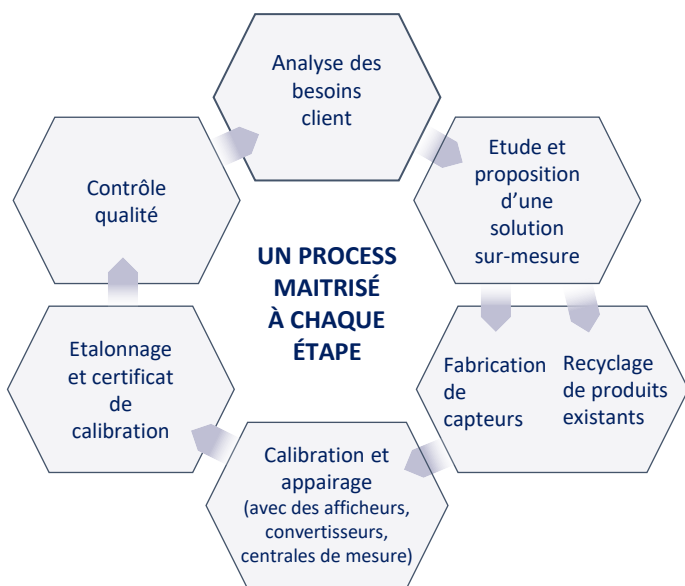 Analyse des
besoins
client
Etude et
proposition
d’une
solution
sur-mesure
Fabrication
de
capteurs
Recyclage
de produits
existants
Calibration et
appairage
(avec des afficheurs,
convertisseurs,
centrales de mesure)
Etalonnage
et certificat
de
calibration
Contrôle
qualité
UN PROCESS
MAITRISÉ
À CHAQUE
ÉTAPE